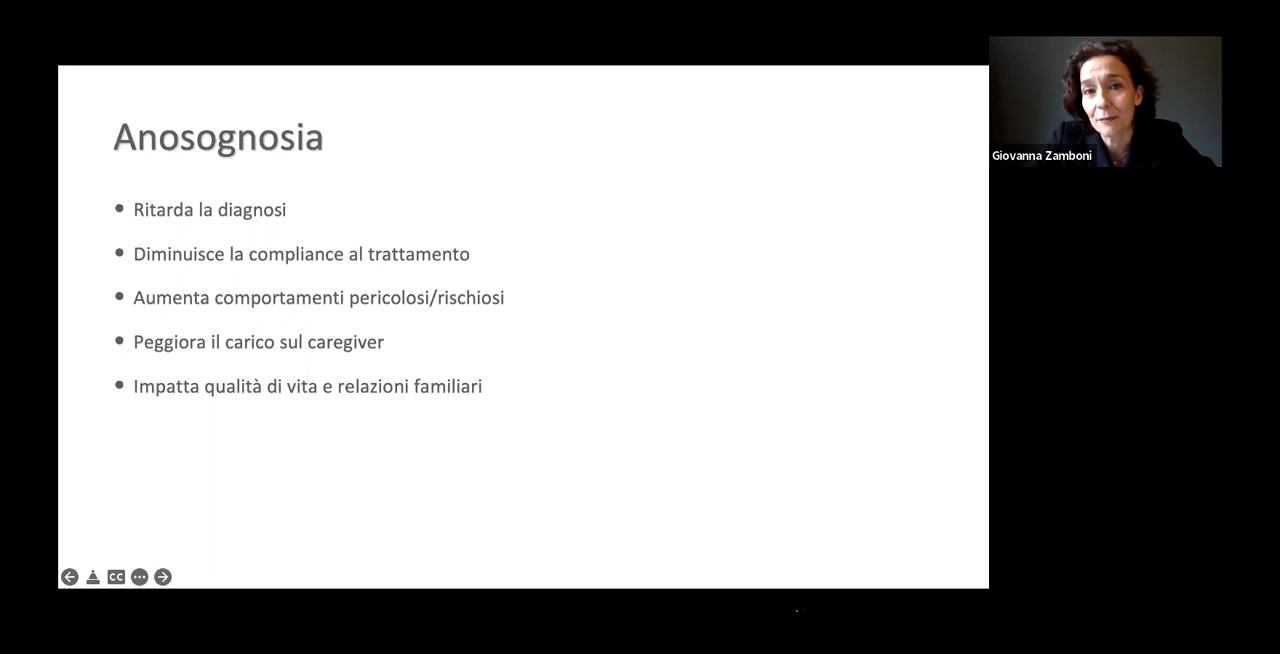 Anosognosia
Ritarda la diagnosi
Diminuisce la compliance al trattamento
Aumenta comportamenti pericolosi/rischiosi
Peggiora il carico sul caregiver
Impatta qualità di vita e relazioni familiari
Giovanna Zamboni
CC